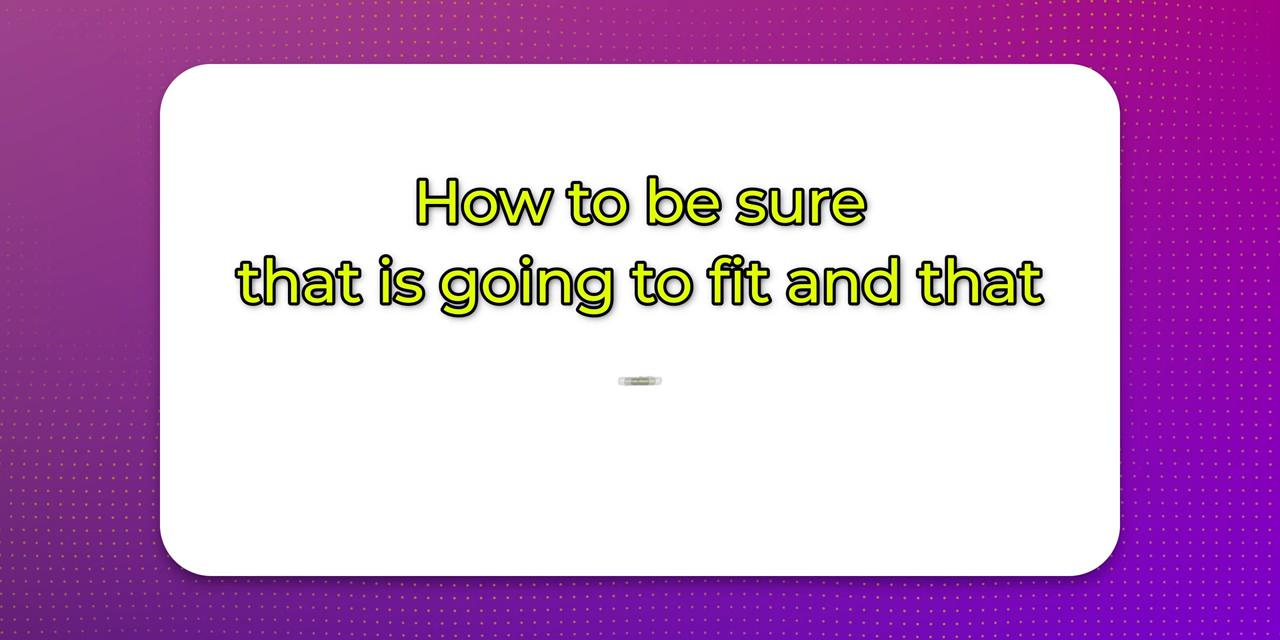 How to be sure
that is going to fit and that